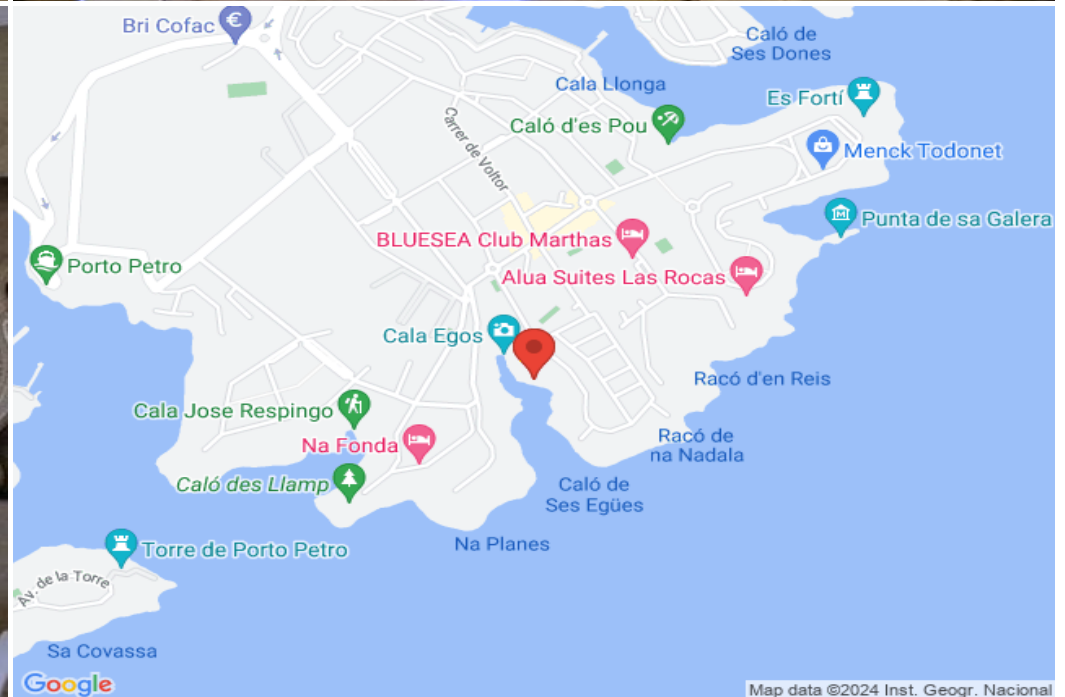 Bri Cofac
€
Caló de
Ses Dones
Cala Llonga
Es Fortí
Caló d'es Pou
Carrer de Voltor
Menck Todonet
Punta de sa Galera
BLUESEA Club Marthas
Porto Petro
Alua Suites Las Rocas
Cala Egos
Racó d'en Reis
Cala Jose Respingo
Na Fonda
Racó de
na Nadala
Caló des Llamp
Caló de
Ses Egües
Na Planes
Torre de Porto Petro
Av. de la Torre
Sa Covassa
Google
Map data ©2024 Inst. Geogr. Nacional